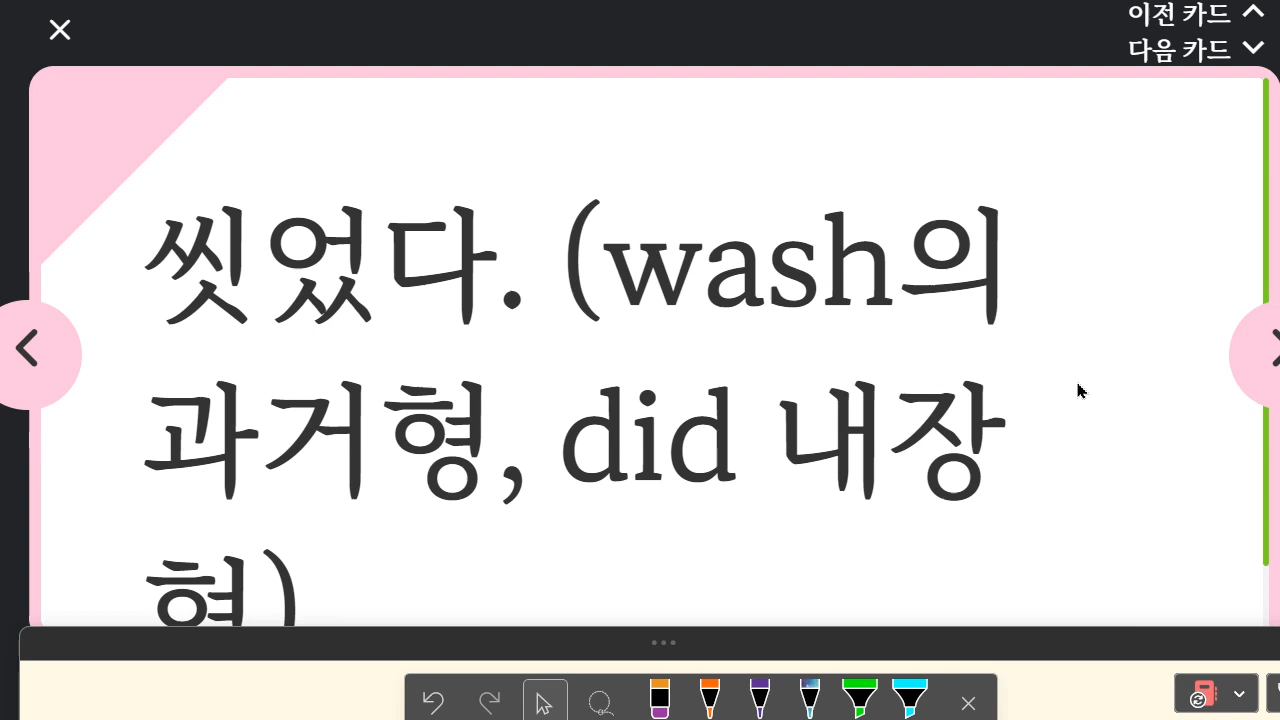 이전 카드
다음 카드
씻었다. (wash의
과거형, did 내장
형)